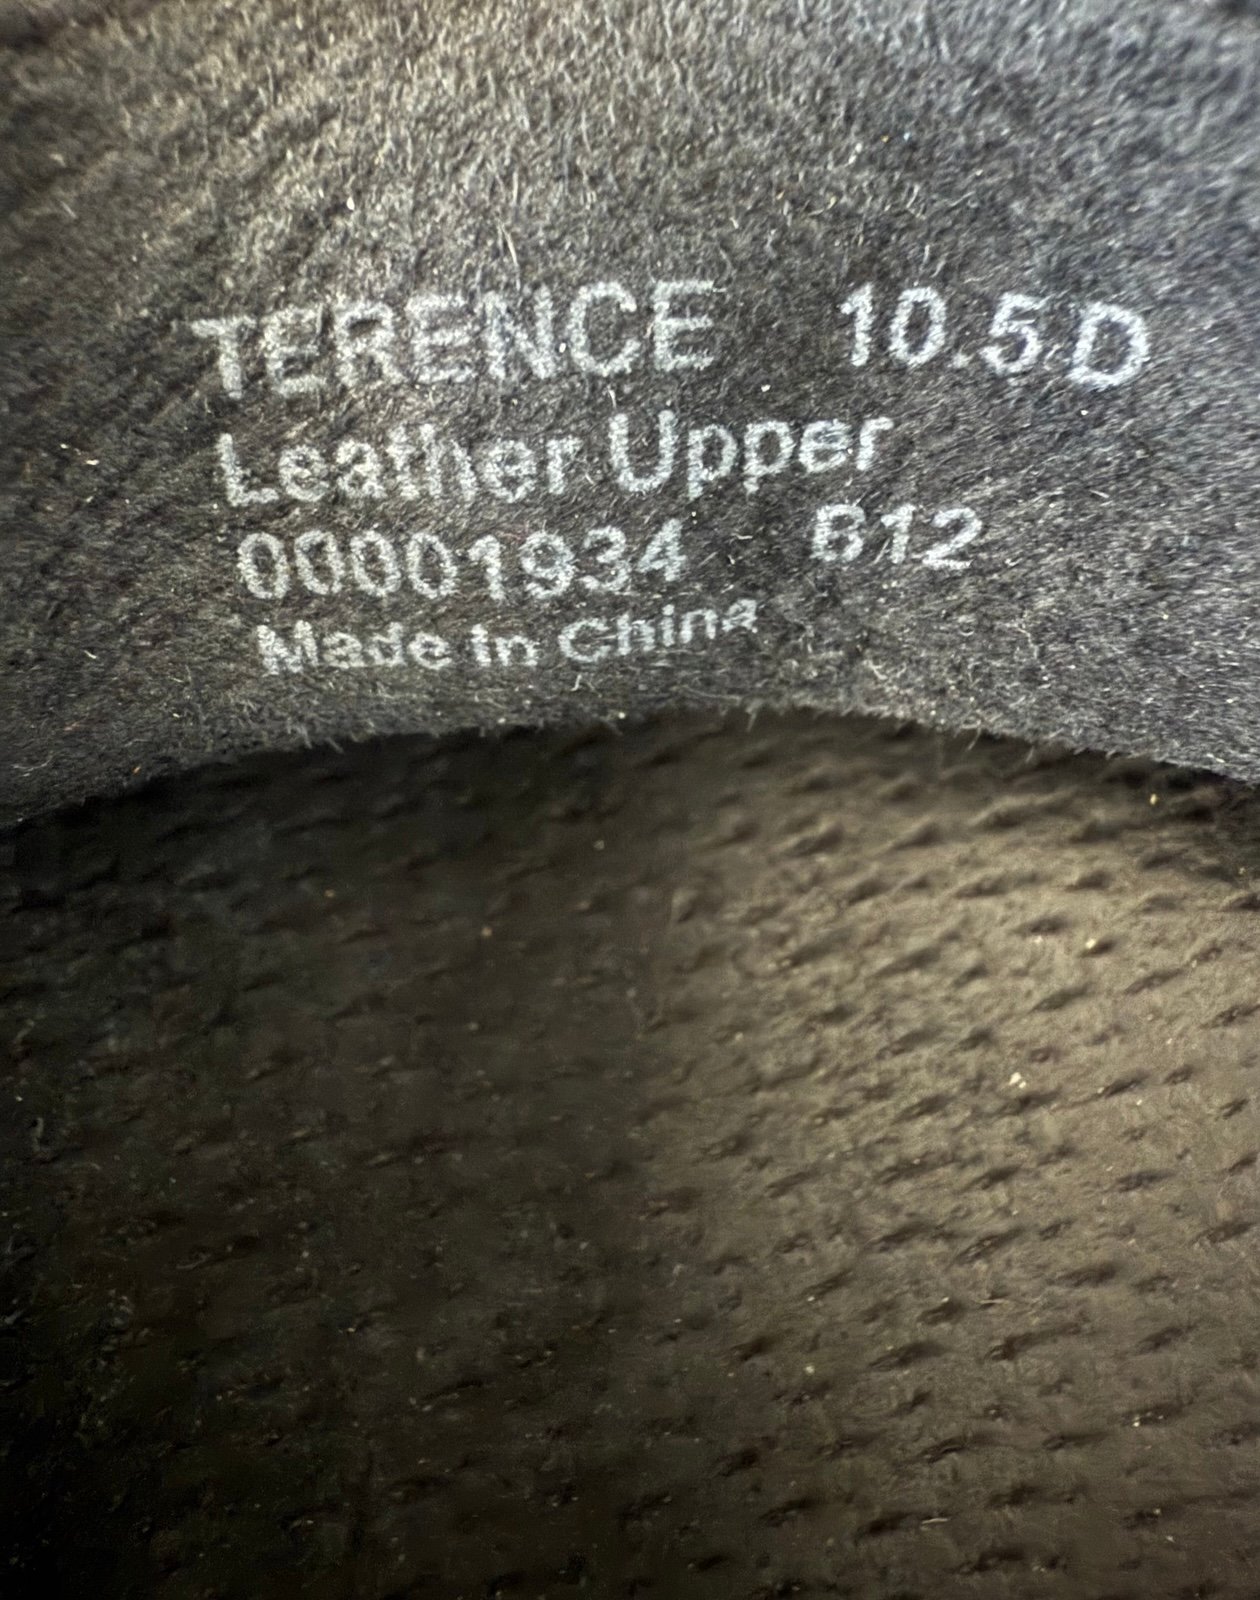 TERENCE 10.5 D
Leather Upper
00001934 612
Made In China